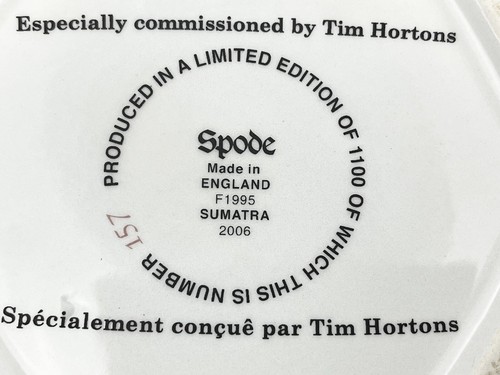 Especially commissioned by Tim Hortons
PRODUCED IN A LIMITED EDITION OF 1100 OF WHICH THIS IS NUMBER 157
Spode
Made in
ENGLAND
F1995
SUMATRA
2006
Spécialement conçuê par Tim Hortons